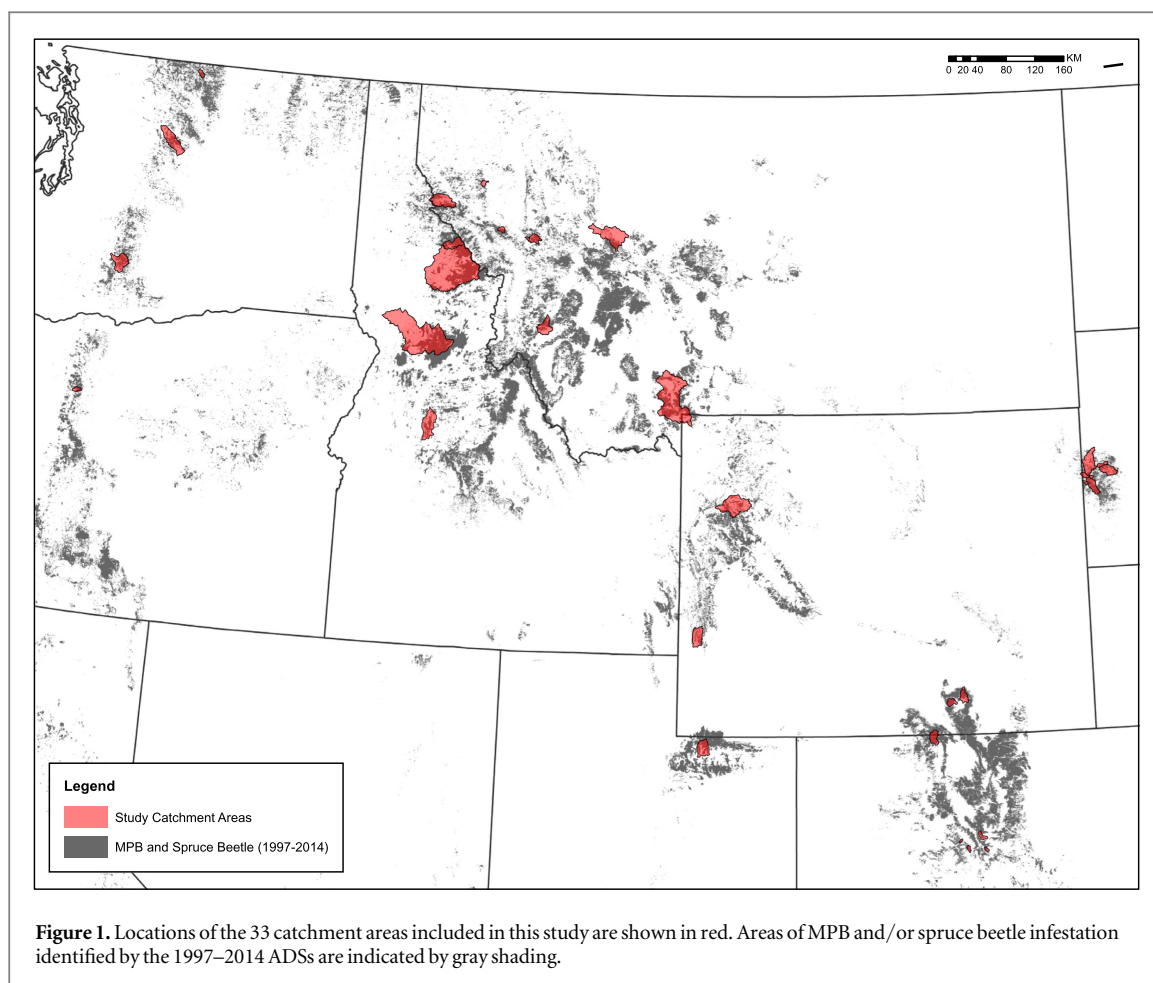 KM
0 20 40 80 120 160
Legend
Study Catchment Areas
MPB and Spruce Beetle (1997-2014)
Figure 1. Locations of the 33 catchment areas included in this study are shown in red. Areas of MPB and/or spruce beetle infestation
identified by the 1997–2014 ADSs are indicated by gray shading.